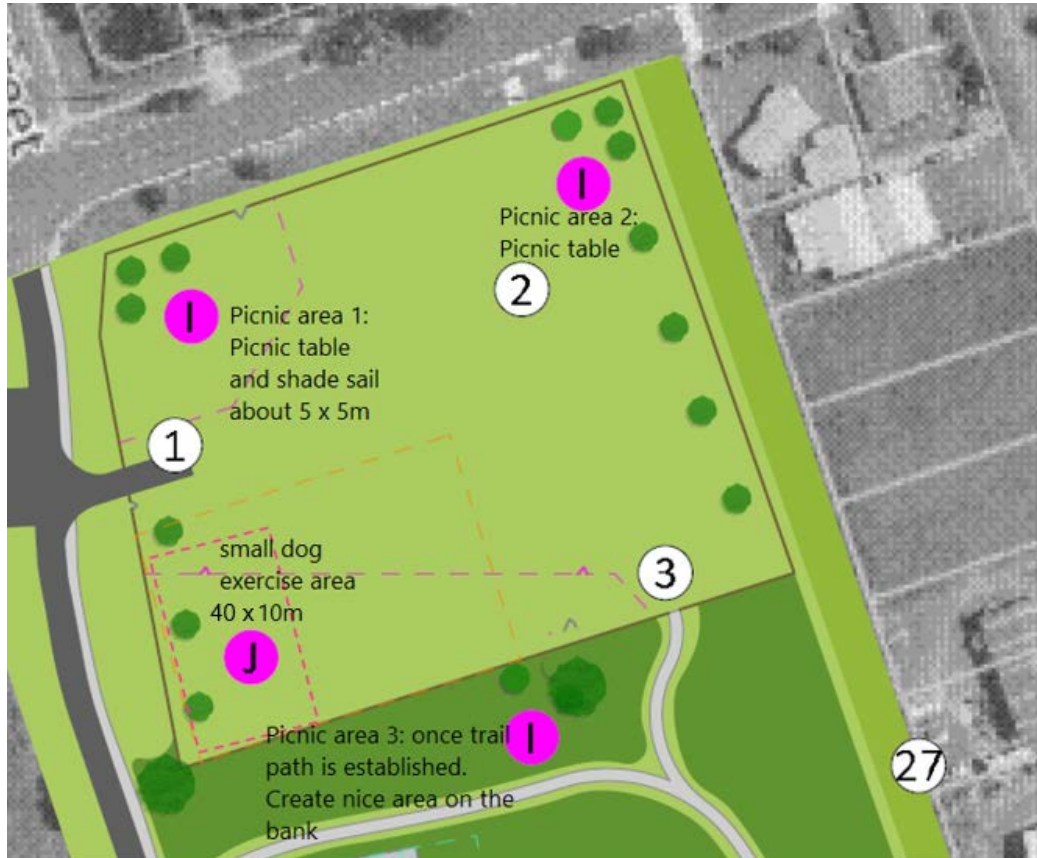 eet
I
Picnic area 2:
Picnic table
2
I
Picnic area 1:
Picnic table
and shade sail
about 5 x 5m
1
small dog
exercise area
40 x 10m
3
J
Picnic area 3: once trail
path is established.
Create nice area on the
bank
I
27